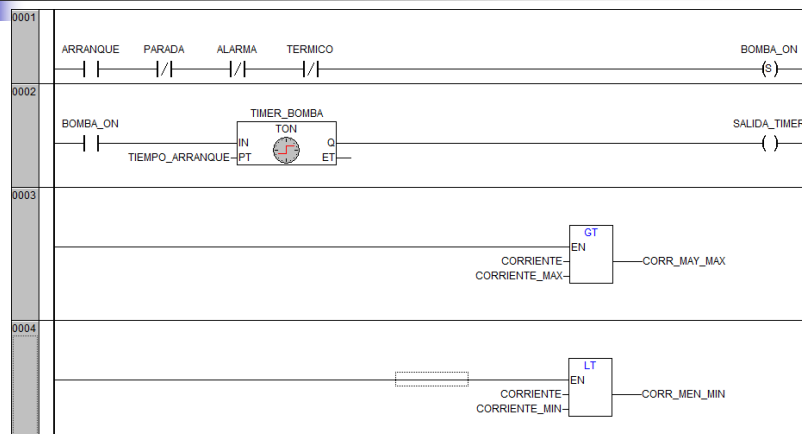 0001
ARRANQUE PARADA ALARMA TERMICO BOMBA_ON
(S)
0002
BOMBA_ON TIMER_BOMBA SALIDA_TIMER
TON
IN Q
TIEMPO_ARRANQUE PT ET
0003
GT
EN
CORRIENTE CORR_MAY_MAX
CORRIENTE_MAX
0004
LT
EN
CORRIENTE CORR_MEN_MIN
CORRIENTE_MIN